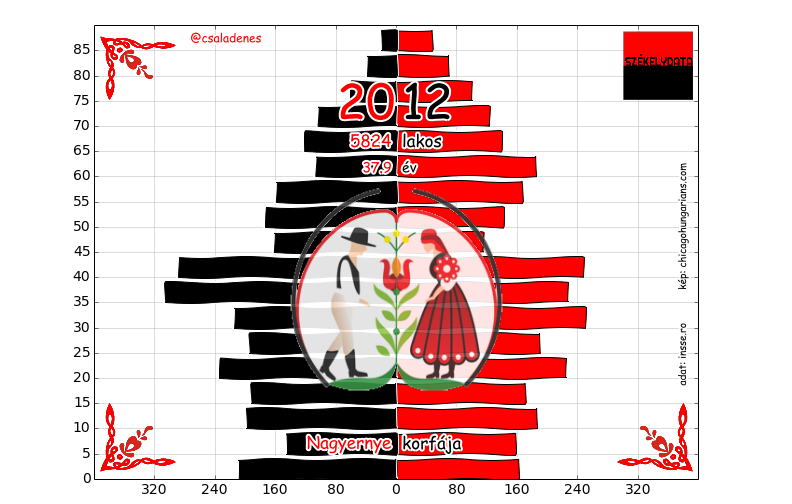 @csaladenes
SZÉKELYDATA
2012
5824 lakos
37.9 év
kép: chicagohungarians.com
adat: insse.ro
Nagyernye korfája
85
80
75
70
65
60
55
50
45
40
35
30
25
20
15
10
5
0
320 240 160 80 0 80 160 240 320